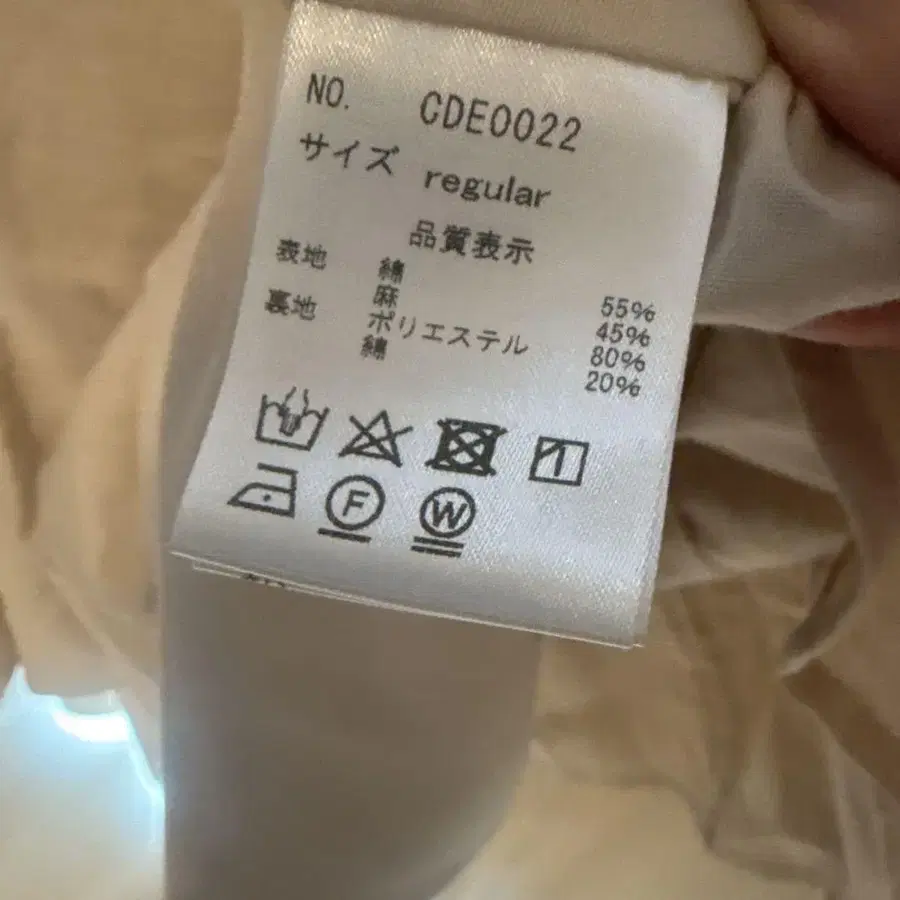 NO. CDE0022
サイズ regular
品質表示
表地 綿 55%
麻 45%
裏地 ポリエステル 80%
綿 20%
F W